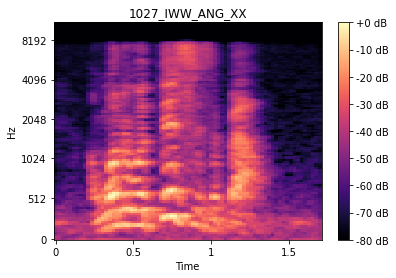 1027_IWW_ANG_XX
+0 dB
8192
-10 dB
4096
-20 dB
-30 dB
2048
Hz
-40 dB
1024
-50 dB
512
-60 dB
-70 dB
0
-80 dB
0
0.5
1
1.5
Time